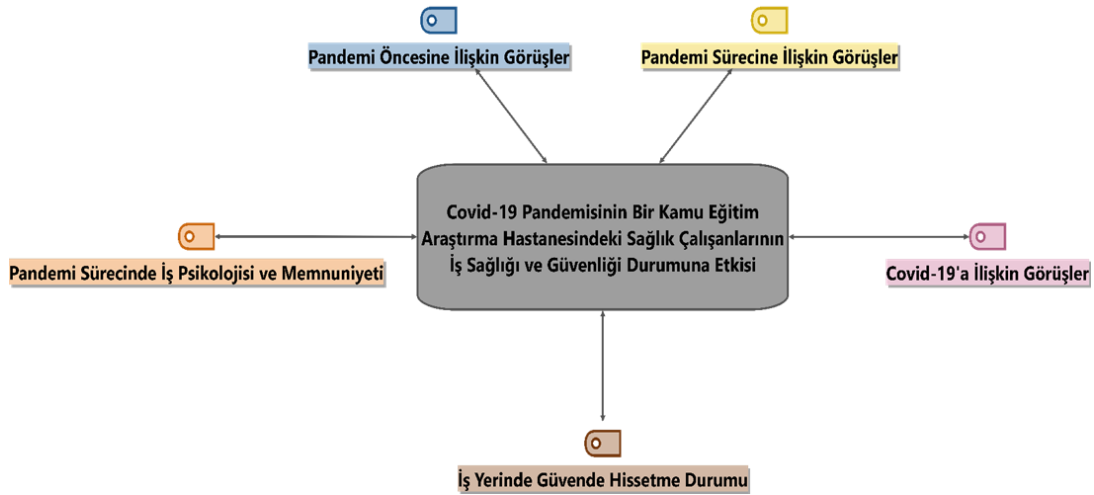 Pandemi Öncesine İlişkin Görüşler
Pandemi Sürecine İlişkin Görüşler
Covid-19 Pandemisinin Bir Kamu Eğitim
Araştırma Hastanesindeki Sağlık Çalışanlarının
İş Sağlığı ve Güvenliği Durumuna Etkisi
Pandemi Sürecinde İş Psikolojisi ve Memnuniyeti
Covid-19'a İlişkin Görüşler
İş Yerinde Güvende Hissetme Durumu